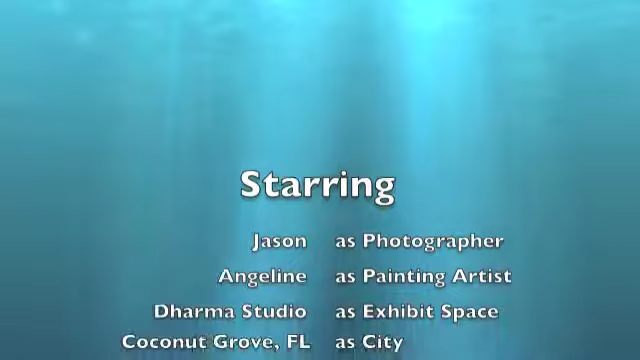 Starring
Jason as Photographer
Angeline as Painting Artist
Dharma Studio as Exhibit Space
Coconut Grove, FL as City